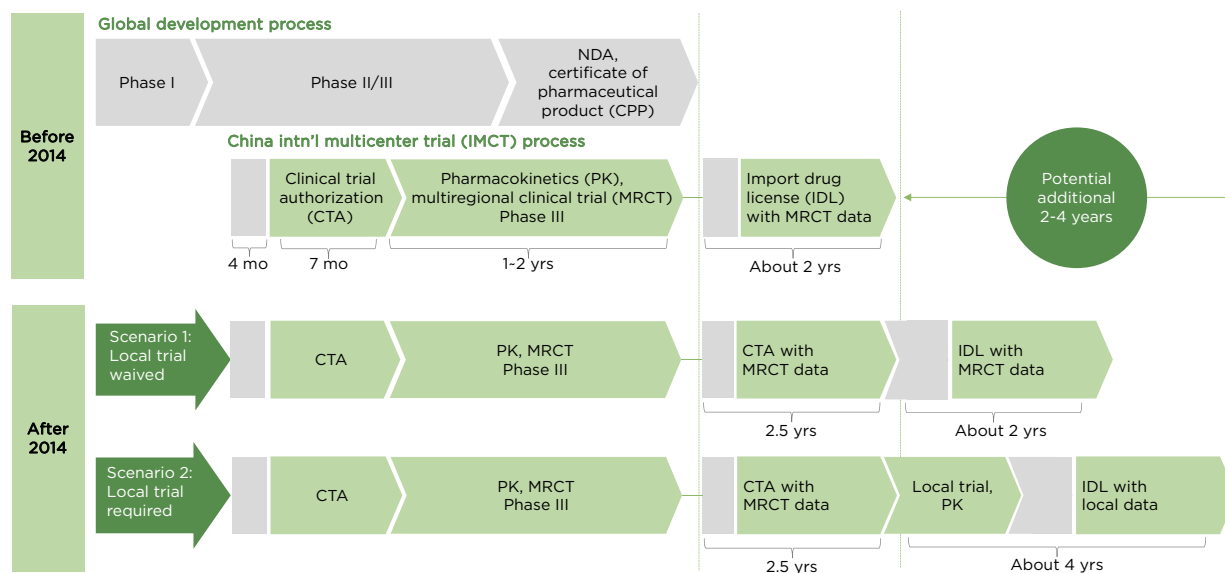 Global development process
Before
2014
Phase I
Phase II/III
NDA,
certificate of
pharmaceutical
product (CPP)
China intn’l multicenter trial (IMCT) process
Clinical trial
authorization
(CTA)
Pharmacokinetics (PK),
multiregional clinical trial (MRCT)
Phase III
Import drug
license (IDL)
with MRCT data
Potential
additional
2-4 years
4 mo
7 mo
1~2 yrs
About 2 yrs
After
2014
Scenario 1:
Local trial
waived
CTA
PK, MRCT
Phase III
CTA with
MRCT data
IDL with
MRCT data
2.5 yrs
About 2 yrs
Scenario 2:
Local trial
required
CTA
PK, MRCT
Phase III
CTA with
MRCT data
Local trial,
PK
IDL with
local data
2.5 yrs
About 4 yrs